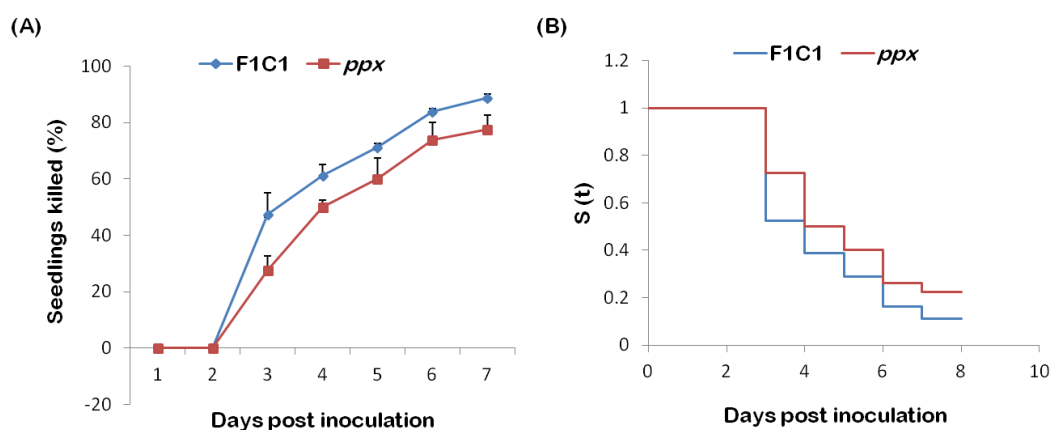 (A)
F1C1 ppx
Seedlings killed (%)
100
80
60
40
20
0
-20
1 2 3 4 5 6 7
Days post inoculation
(B)
F1C1 ppx
S (t)
1.2
1
0.8
0.6
0.4
0.2
0
0 2 4 6 8 10
Days post inoculation